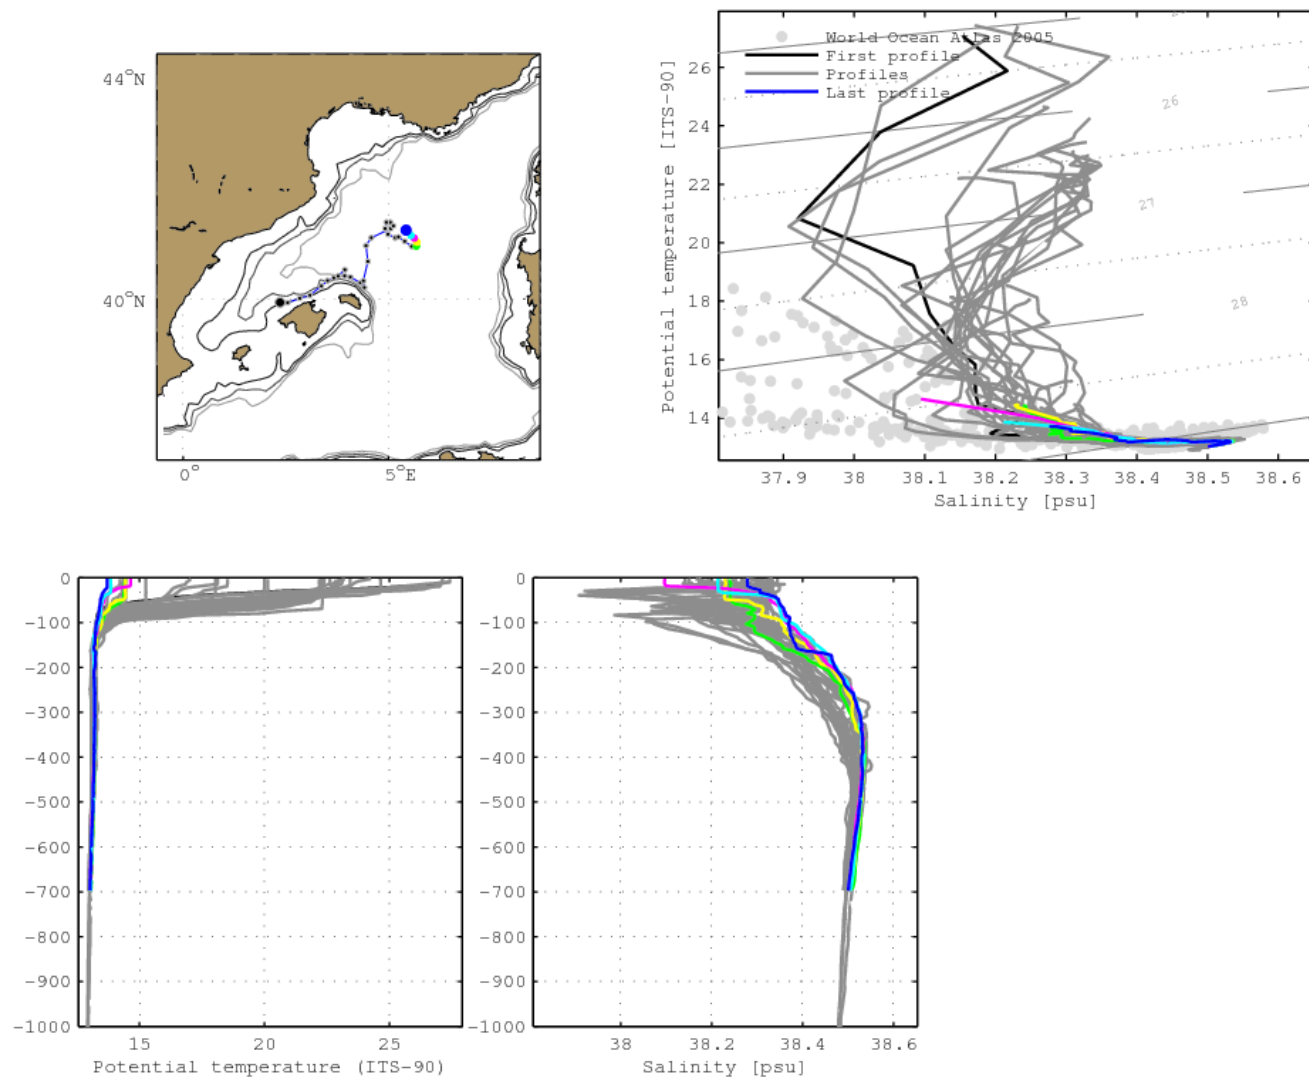 44°N
40°N
0°
5°E
World Ocean Atlas 2005
First profile
Profiles
Last profile
Potential temperature [ITS-90]
26
24
22
20
18
16
14
26
27
28
37.9 38 38.1 38.2 38.3 38.4 38.5 38.6
Salinity [psu]
0
-100
-200
-300
-400
-500
-600
-700
-800
-900
-1000
15 20 25
Potential temperature (ITS-90)
0
-100
-200
-300
-400
-500
-600
-700
-800
-900
-1000
38 38.2 38.4 38.6
Salinity [psu]